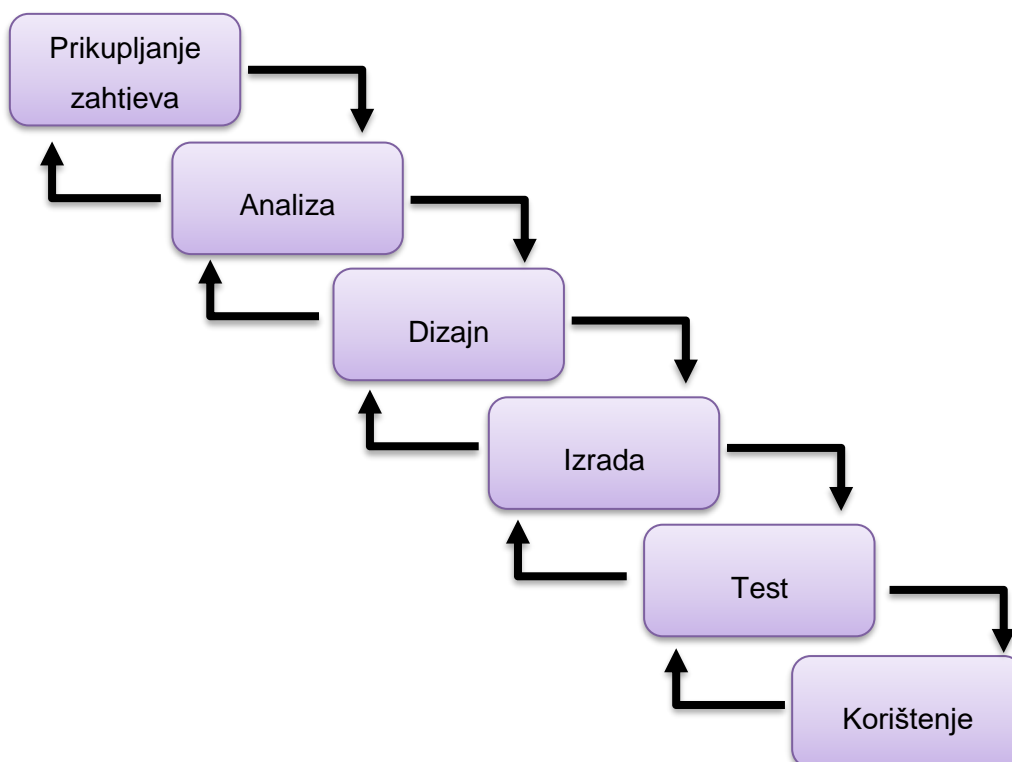 Prikupljanje
zahtjeva
Analiza
Dizajn
Izrada
Test
Korištenje